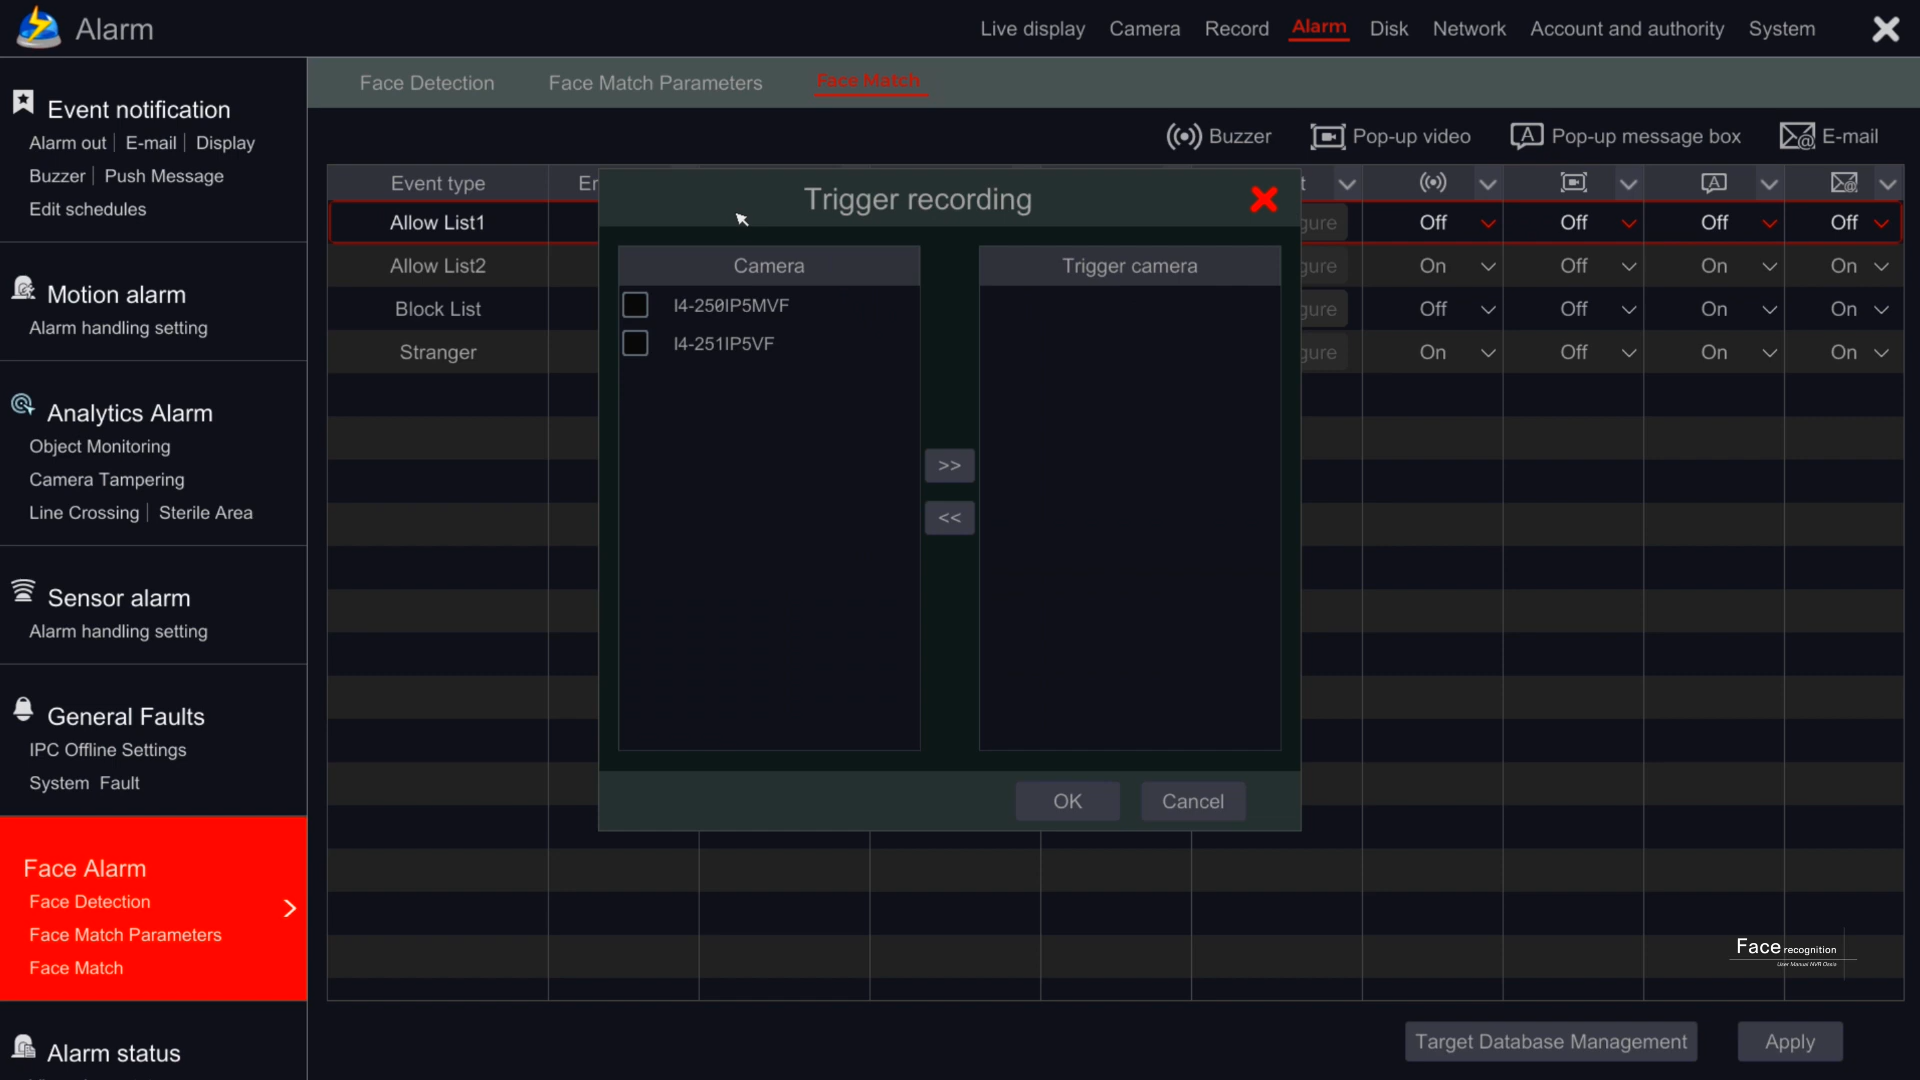 Alarm
Live display Camera Record Alarm Disk Network Account and authority System
Face Detection Face Match Parameters Face Match
Event notification
Alarm out E-mail Display
Buzzer Push Message
Edit schedules
Motion alarm
Alarm handling setting
Analytics Alarm
Object Monitoring
Camera Tampering
Line Crossing Sterile Area
Sensor alarm
Alarm handling setting
General Faults
IPC Offline Settings
System Fault
Face Alarm
Face Detection
Face Match Parameters
Face Match
Alarm status
Buzzer Pop-up video Pop-up message box E-mail
Event type
Allow List1 Off Off Off Off
Allow List2 On Off On On
Block List Off Off On On
Stranger On Off On On
Trigger recording
Camera
I4-250IP5MVF
I4-251IP5VF
>>
<<
Trigger camera
OK Cancel
Face recognition
User Manual NVR Oasis
Target Database Management Apply